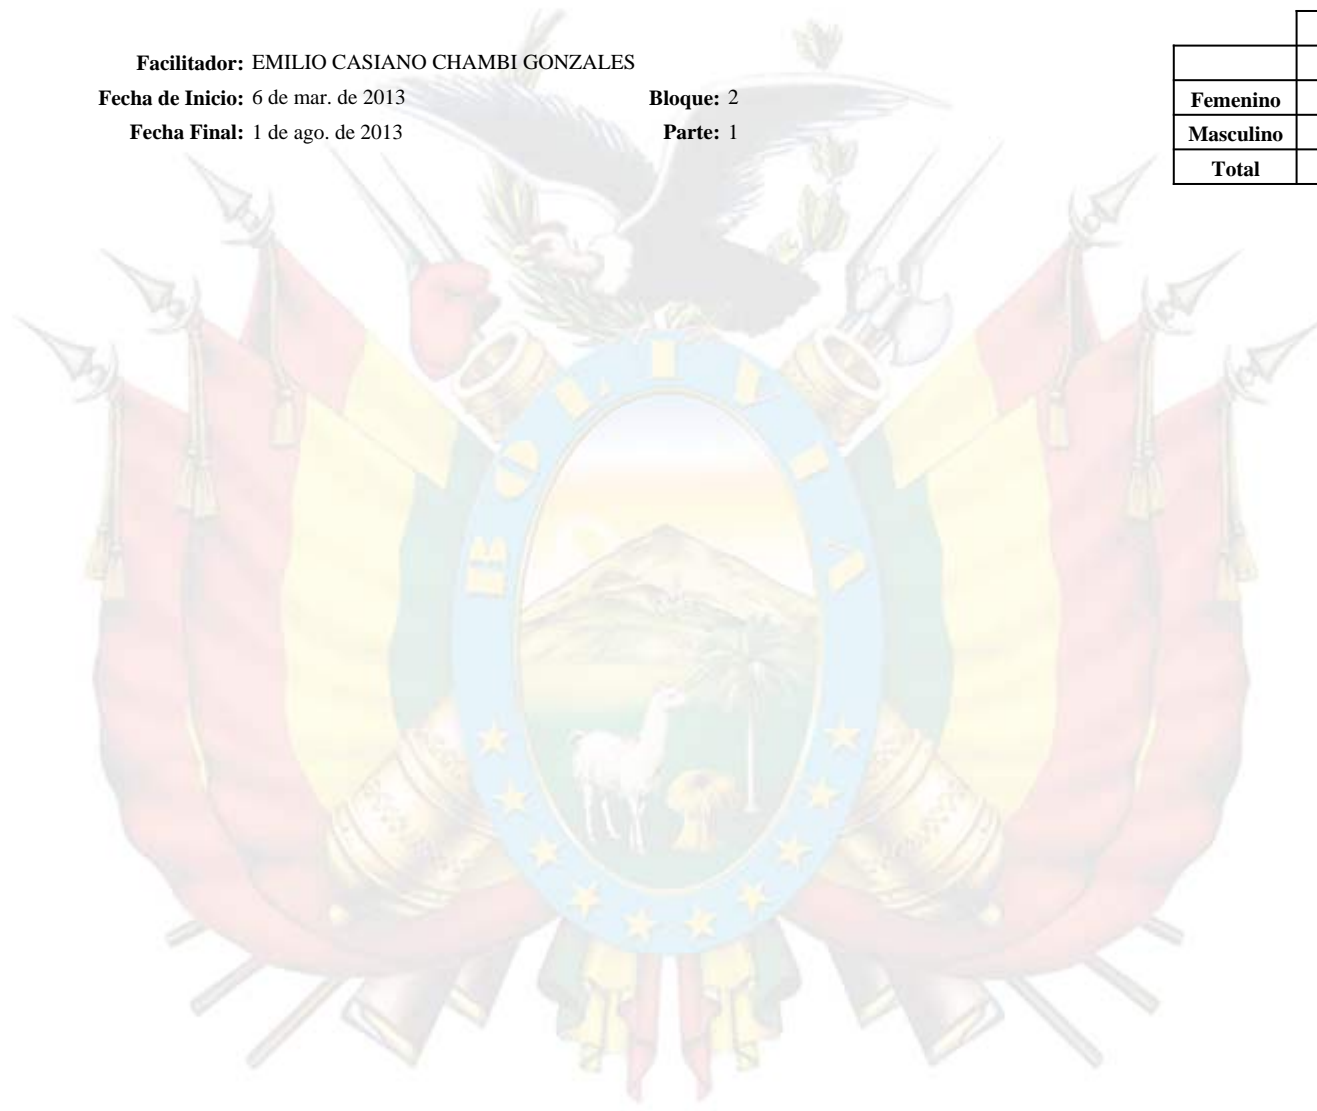 Facilitador: EMILIO CASIANO CHAMBI GONZALES
Fecha de Inicio: 6 de mar. de 2013 Bloque: 2
Fecha Final: 1 de ago. de 2013 Parte: 1
Femenino
Masculino
Total
BOLIVIA